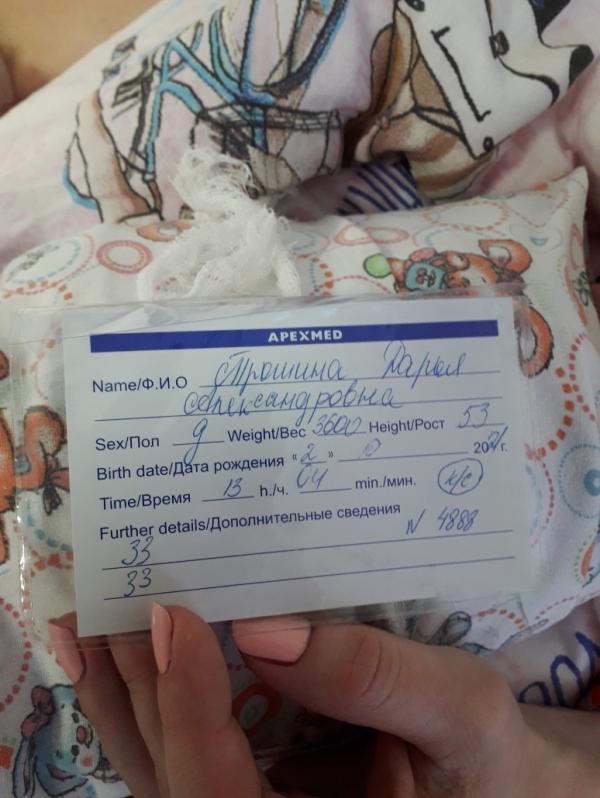 APEXMED
Name/Ф.И.О Трошина Дарья
Александровна
Sex/Пол д Weight/Вес 3600 Height/Рост 53
Birth date/Дата рождения "2" 10 2021г.
Time/Время 13 h./ч. 04 min./мин. к/с
Further details/Дополнительные сведения N 4888
33
33